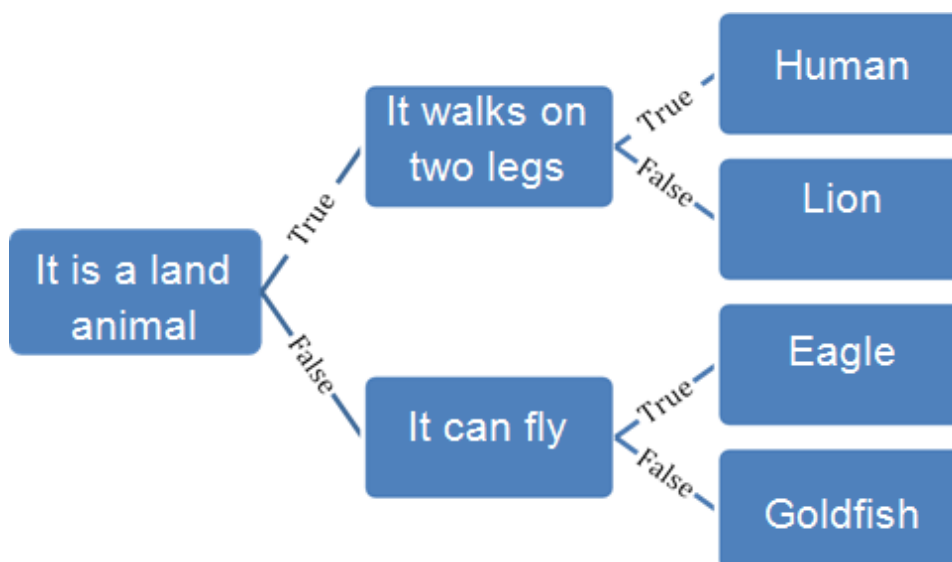 It is a land
animal
True
False
It walks on
two legs
True
False
Human
Lion
It can fly
True
False
Eagle
Goldfish